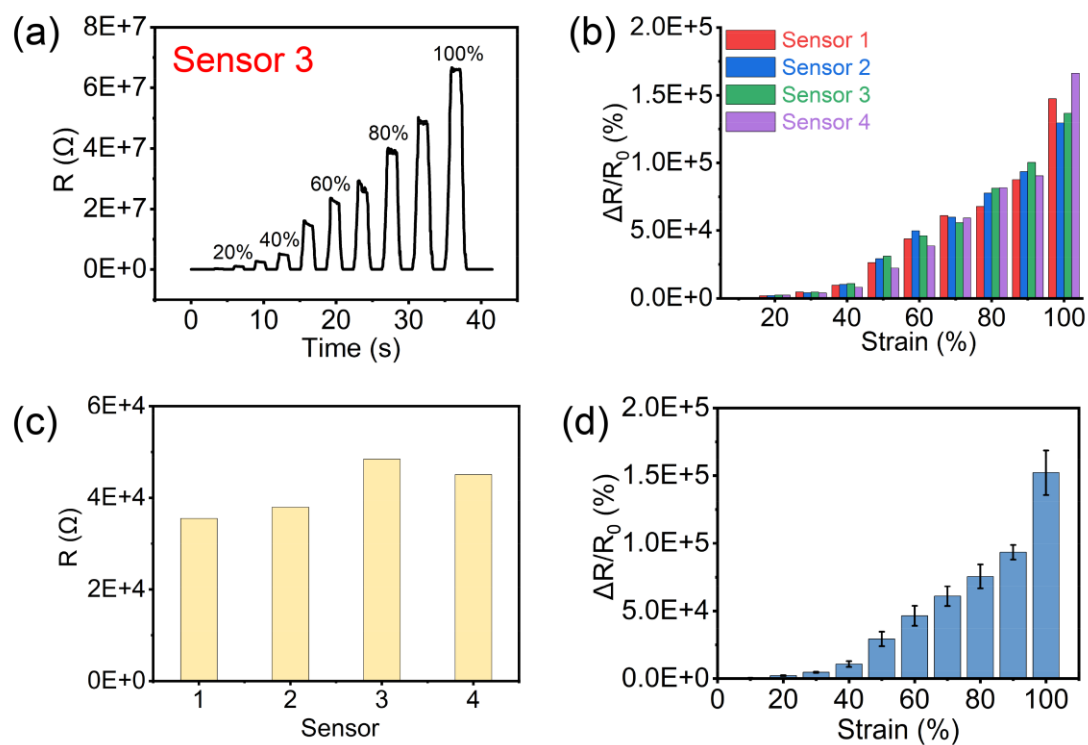 (a)
Sensor 3
8E+7
6E+7
4E+7
2E+7
0E+0
R (Ω)
20%
40%
60%
80%
100%
0
10
20
30
40
Time (s)
(b)
Sensor 1
Sensor 2
Sensor 3
Sensor 4
2.0E+5
1.5E+5
1.0E+5
5.0E+4
0.0E+0
ΔR/R₀ (%)
20
40
60
80
100
Strain (%)
(c)
6E+4
4E+4
2E+4
0E+0
R (Ω)
1
2
3
4
Sensor
(d)
2.0E+5
1.5E+5
1.0E+5
5.0E+4
0.0E+0
ΔR/R₀ (%)
0
20
40
60
80
100
Strain (%)